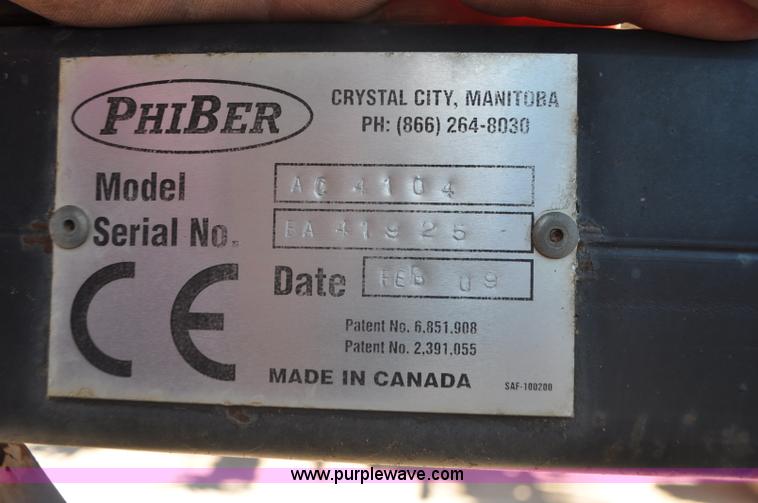 PHIBER
CRYSTAL CITY, MANITOBA
PH: (866) 264-8030
Model AC 4104
Serial No. BA 41925
CE Date FEB 09
Patent No. 6,851,908
Patent No. 2,391,055
MADE IN CANADA SAF-100200
www.purplewave.com